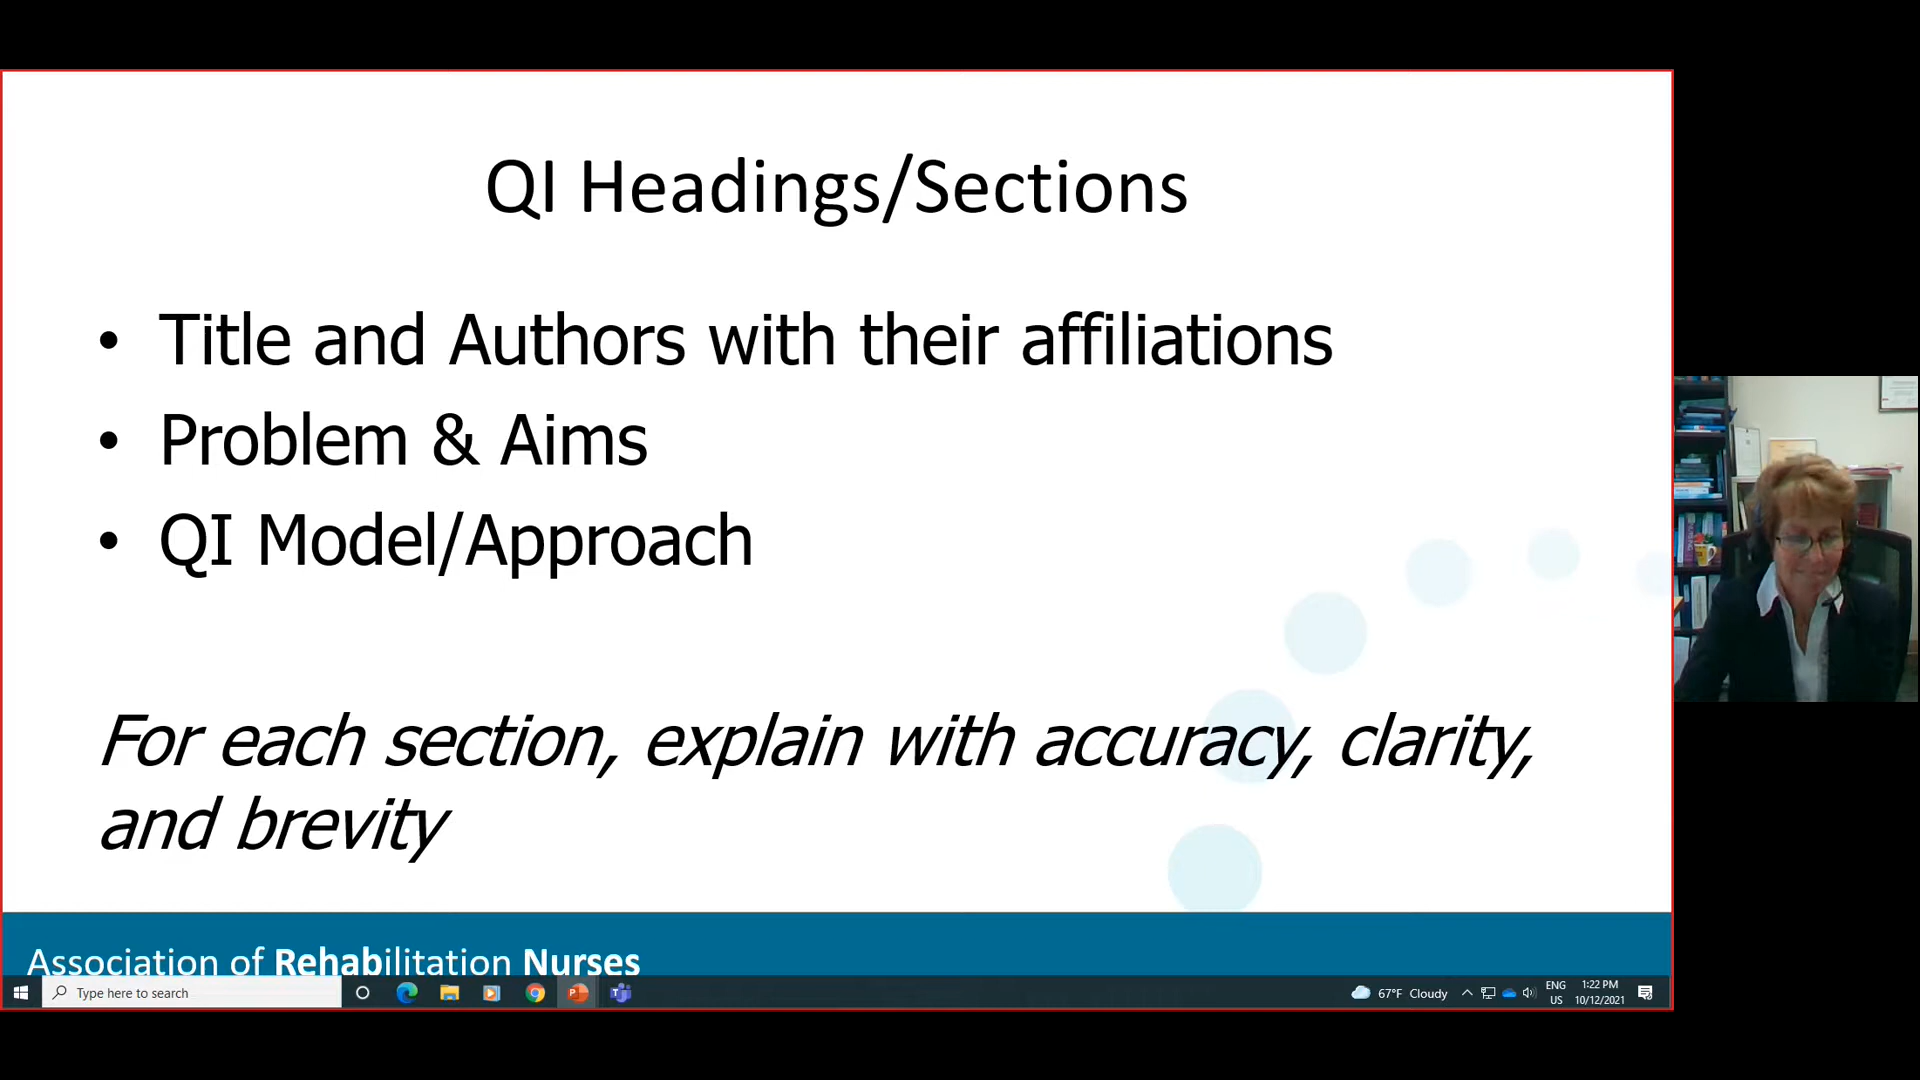 QI Headings/Sections
• Title and Authors with their affiliations
• Problem & Aims
• QI Model/Approach
For each section, explain with accuracy, clarity,
and brevity
Association of Rehabilitation Nurses
Type here to search
67°F Cloudy
ENG
US
1:22 PM
10/12/2021